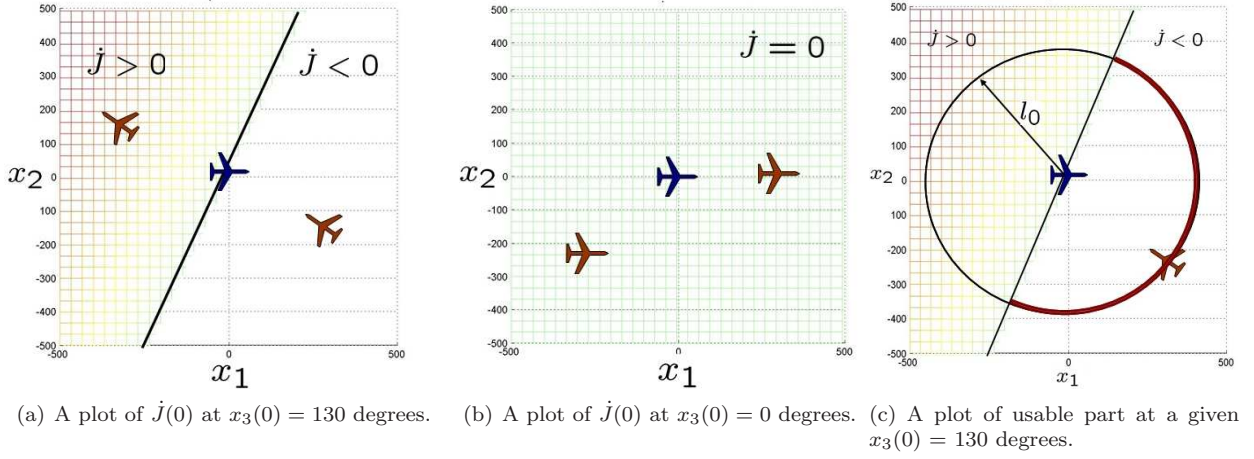 500
400
300
200
100
0
-100
-200
-300
-400
-500
-500
0
500
x₂
x₁
J̇ > 0
J̇ < 0
500
400
300
200
100
0
-100
-200
-300
-400
-500
-500
0
500
x₂
x₁
J̇ = 0
500
400
300
200
100
0
-100
-200
-300
-400
-500
-500
0
500
x₂
x₁
J̇ > 0
J̇ < 0
l₀
(a) A plot of J̇(0) at x₃(0) = 130 degrees.
(b) A plot of J̇(0) at x₃(0) = 0 degrees.
(c) A plot of usable part at a given
x₃(0) = 130 degrees.